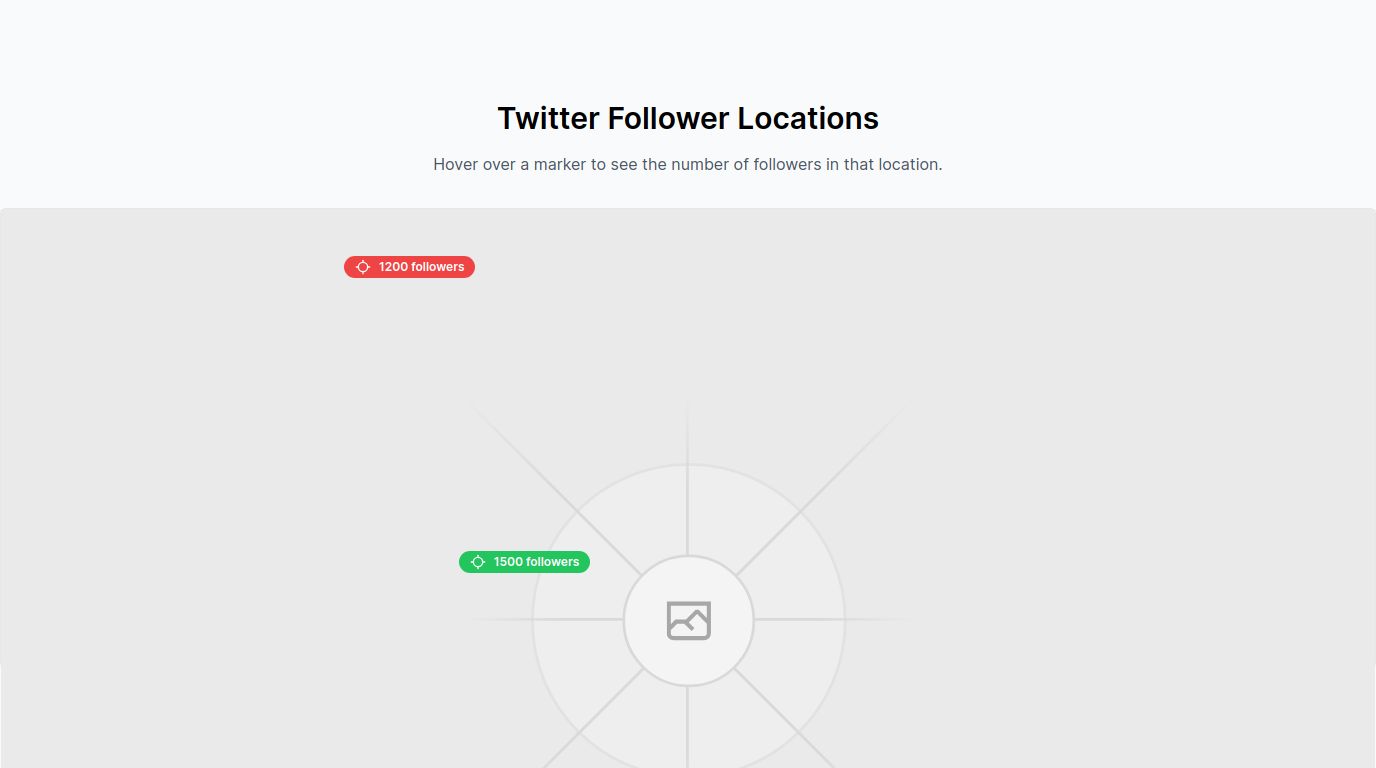 Twitter Follower Locations
Hover over a marker to see the number of followers in that location.
1200 followers
1500 followers